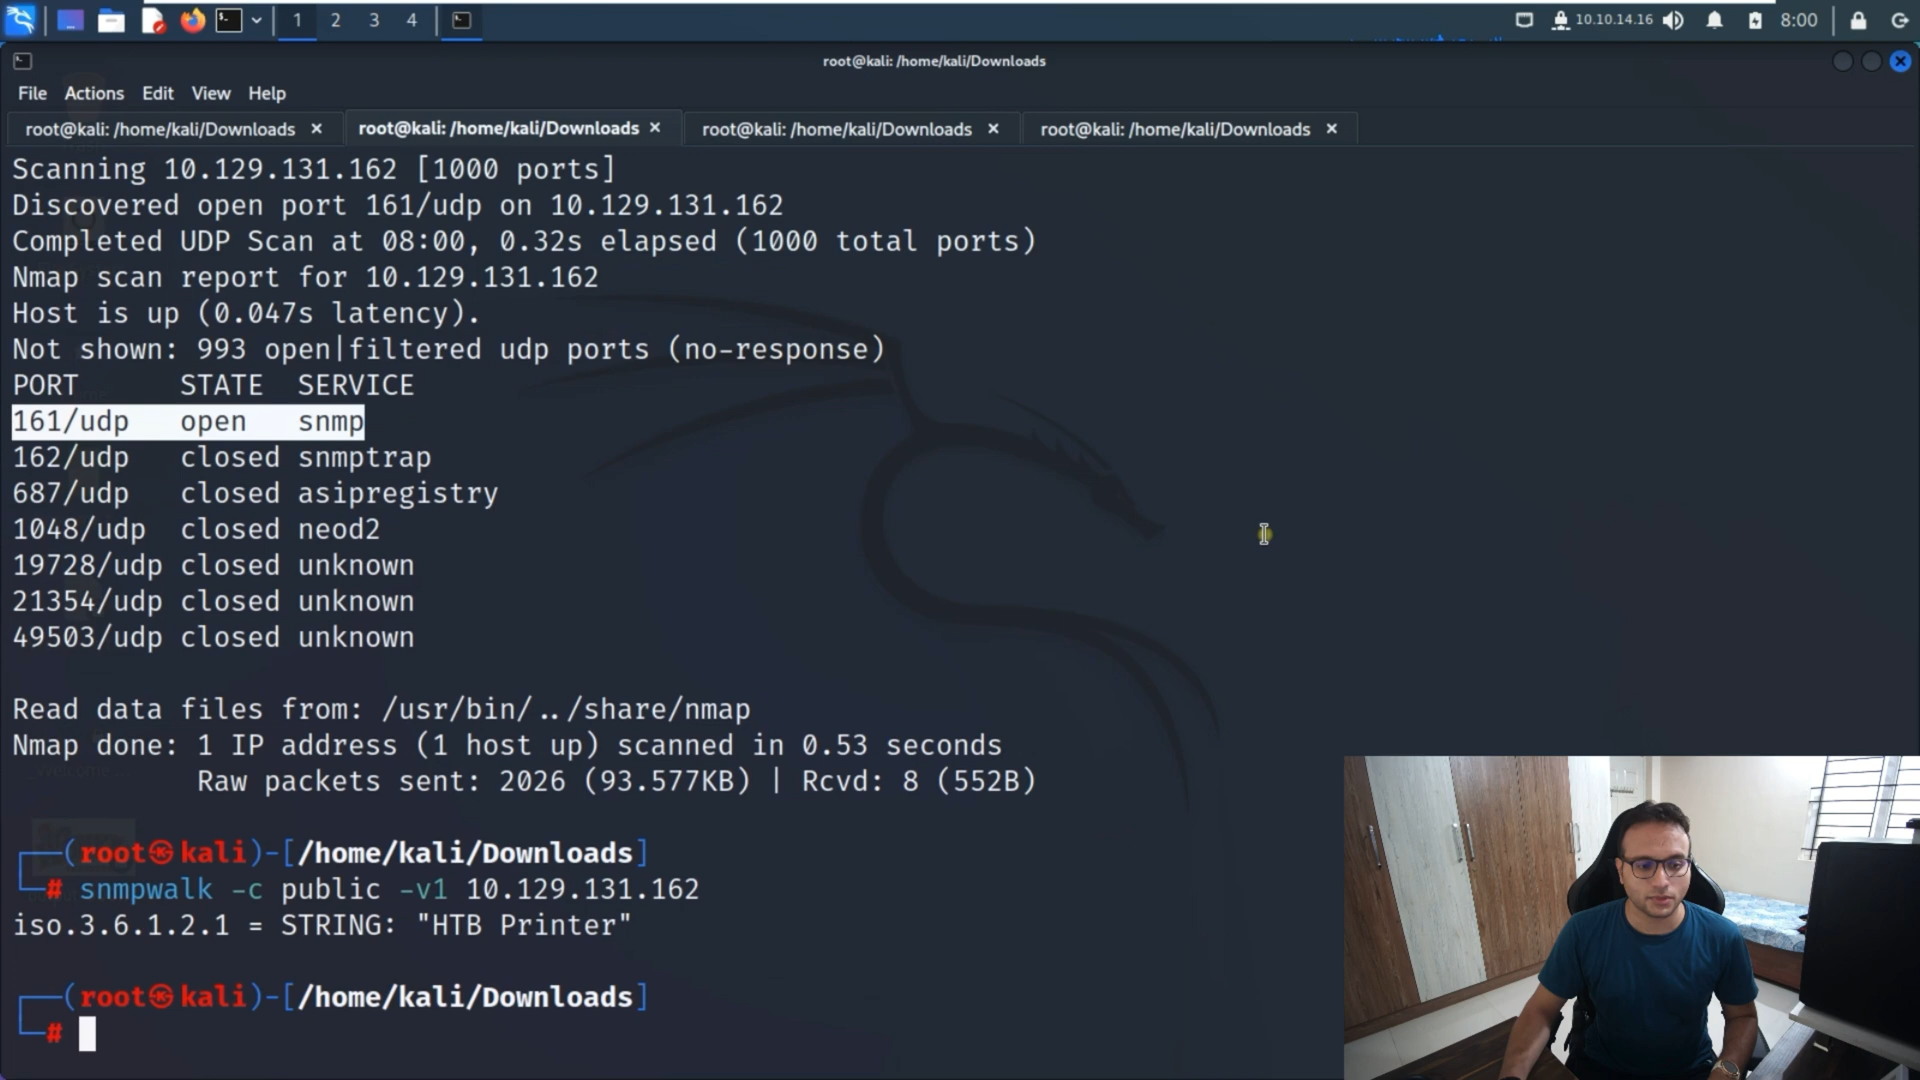 1 2 3 4 10.10.14.16 8:00
root@kali: /home/kali/Downloads
File Actions Edit View Help
root@kali: /home/kali/Downloads × root@kali: /home/kali/Downloads × root@kali: /home/kali/Downloads × root@kali: /home/kali/Downloads ×
Scanning 10.129.131.162 [1000 ports]
Discovered open port 161/udp on 10.129.131.162
Completed UDP Scan at 08:00, 0.32s elapsed (1000 total ports)
Nmap scan report for 10.129.131.162
Host is up (0.047s latency).
Not shown: 993 open|filtered udp ports (no-response)
PORT STATE SERVICE
161/udp open snmp
162/udp closed snmptrap
687/udp closed asipregistry
1048/udp closed neod2
19728/udp closed unknown
21354/udp closed unknown
49503/udp closed unknown
Read data files from: /usr/bin/../share/nmap
Nmap done: 1 IP address (1 host up) scanned in 0.53 seconds
Raw packets sent: 2026 (93.577KB) | Rcvd: 8 (552B)
┌──(root㉿kali)-[/home/kali/Downloads]
└─# snmpwalk -c public -v1 10.129.131.162
iso.3.6.1.2.1 = STRING: "HTB Printer"
┌──(root㉿kali)-[/home/kali/Downloads]
└─#